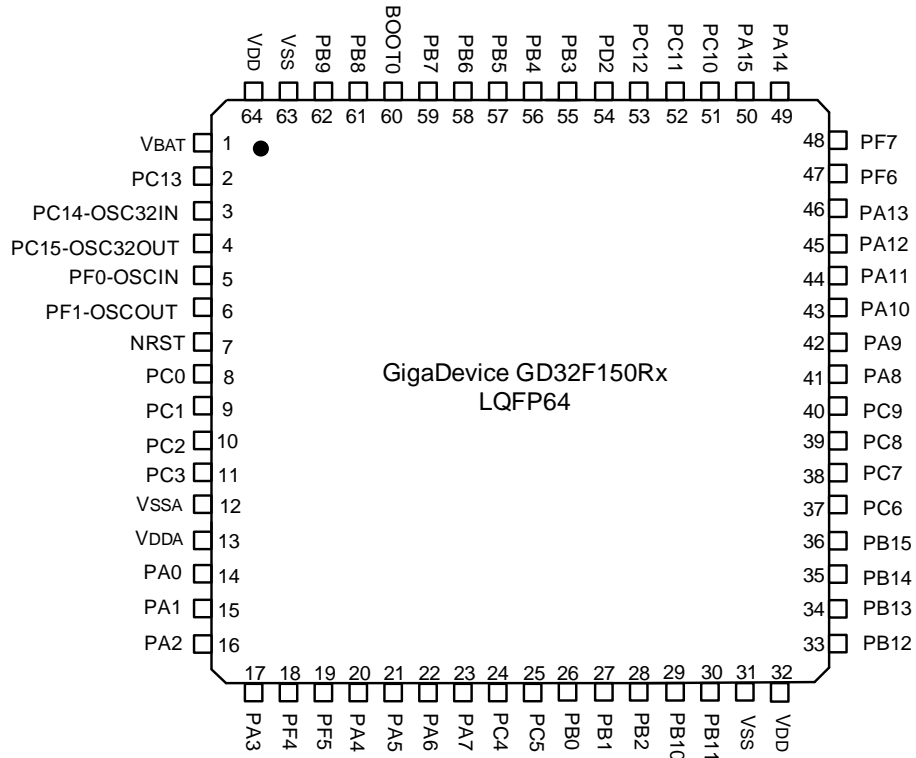 VDD VSS PB9 PB8 BOOT0 PB7 PB6 PB5 PB4 PB3 PD2 PC12 PC11 PC10 PA15 PA14
64 63 62 61 60 59 58 57 56 55 54 53 52 51 50 49
VBAT 1 48 PF7
PC13 2 47 PF6
PC14-OSC32IN 3 46 PA13
PC15-OSC32OUT 4 45 PA12
PF0-OSCIN 5 44 PA11
PF1-OSCOUT 6 43 PA10
NRST 7 42 PA9
PC0 8 41 PA8
GigaDevice GD32F150Rx
LQFP64
PC1 9 40 PC9
PC2 10 39 PC8
PC3 11 38 PC7
VSSA 12 37 PC6
VDDA 13 36 PB15
PA0 14 35 PB14
PA1 15 34 PB13
PA2 16 33 PB12
17 18 19 20 21 22 23 24 25 26 27 28 29 30 31 32
PA3 PF4 PF5 PA4 PA5 PA6 PA7 PC4 PC5 PB0 PB1 PB2 PB10 PB11 VSS VDD